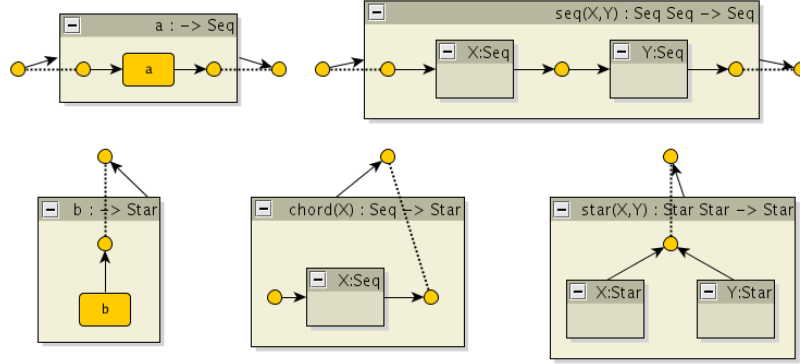 a : -> Seq
a
seq(X,Y) : Seq Seq -> Seq
X:Seq
Y:Seq
b : -> Star
b
chord(X) : Seq -> Star
X:Seq
star(X,Y) : Star Star -> Star
X:Star
Y:Star